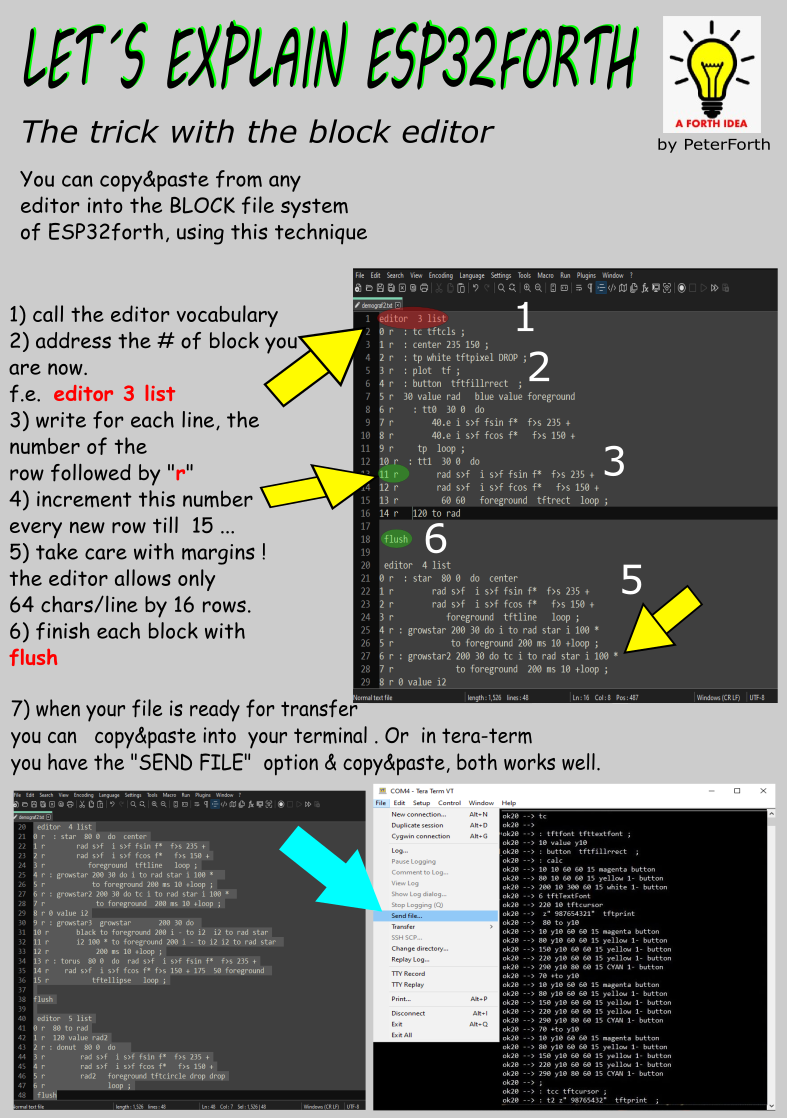 LET´S EXPLAIN ESP32FORTH
The trick with the block editor
A FORTH IDEA
by PeterForth
You can copy&paste from any
editor into the BLOCK file system
of ESP32forth, using this technique
1) call the editor vocabulary
2) address the # of block you
are now.
f.e. editor 3 list
3) write for each line, the
number of the
row followed by "r"
4) increment this number
every new row till 15 ...
5) take care with margins !
the editor allows only
64 chars/line by 16 rows.
6) finish each block with
flush
File Edit Search View Encoding Language Settings Tools Macro Run Plugins Window ?
demograf2.txt
1 editor 3 list
2 0 r : tc tftcls ;
3 1 r : center 235 150 ;
4 2 r : tp white tftpixel DROP ;
5 3 r : plot tf ;
6 4 r : button tftfillrrect ;
7 5 r 30 value rad blue value foreground
8 6 r : tt0 30 0 do
9 7 r 40.e i s>f fsin f* f>s 235 +
10 8 r 40.e i s>f fcos f* f>s 150 +
11 9 r tp loop ;
12 10 r : tt1 30 0 do
13 11 r rad s>f i s>f fsin f* f>s 235 +
14 12 r rad s>f i s>f fcos f* f>s 150 +
15 13 r 60 60 foreground tftrect loop ;
16 14 r 120 to rad
17
18 flush
19
20 editor 4 list
21 0 r : star 80 0 do center
22 1 r rad s>f i s>f fsin f* f>s 235 +
23 2 r rad s>f i s>f fcos f* f>s 150 +
24 3 r foreground tftline loop ;
25 4 r : growstar 200 30 do i to rad star i 100 *
26 5 r to foreground 200 ms 10 +loop ;
27 6 r : growstar2 200 30 do tc i to rad star i 100 *
28 7 r to foreground 200 ms 10 +loop ;
29 8 r 0 value i2
Normal text file length : 1,526 lines : 48 Ln : 16 Col : 8 Pos : 487 Windows (CR LF) UTF-8
1
2
3
6
5
7) when your file is ready for transfer
you can copy&paste into your terminal . Or in tera-term
you have the "SEND FILE" option & copy&paste, both works well.
File Edit Search View Encoding Language Settings Tools Macro Run Plugins Window ?
demograf2.txt
20 editor 4 list
21 0 r : star 80 0 do center
22 1 r rad s>f i s>f fsin f* f>s 235 +
23 2 r rad s>f i s>f fcos f* f>s 150 +
24 3 r foreground tftline loop ;
25 4 r : growstar 200 30 do i to rad star i 100 *
26 5 r to foreground 200 ms 10 +loop ;
27 6 r : growstar2 200 30 do tc i to rad star i 100 *
28 7 r to foreground 200 ms 10 +loop ;
29 8 r 0 value i2
30 9 r : growstar3 growstar 200 30 do
31 10 r black to foreground 200 i - to i2 i2 to rad star
32 11 r i2 100 * to foreground 200 i - to i2 i2 to rad star
33 12 r 200 ms 10 +loop ;
34 13 r : torus 80 0 do rad s>f i s>f fsin f* f>s 235 +
35 14 r rad s>f i s>f fcos f* f>s 150 + 175 50 foreground
36 15 r tftellipse loop ;
37
38 flush
39
40 editor 5 list
41 0 r 80 to rad
42 1 r 120 value rad2
43 2 r : donut 80 0 do
44 3 r rad s>f i s>f fsin f* f>s 235 +
45 4 r rad s>f i s>f fcos f* f>s 150 +
46 5 r rad2 foreground tftcircle drop drop
47 6 r loop ;
48 flush
Normal text file length : 1,526 lines : 48 Ln : 48 Col : 7 Sel : 1,526 | 48 Windows (CR LF) UTF-8
COM4 - Tera Term VT
File Edit Setup Control Window Help
New connection... Alt+N
Duplicate session Alt+D
Cygwin connection Alt+G
Log...
Pause Logging
Comment to Log...
View Log
Show Log dialog...
Stop Logging (Q)
Send file...
Transfer
SSH SCP...
Change directory...
Replay Log...
TTY Record
TTY Replay
Print... Alt+P
Disconnect Alt+I
Exit Alt+Q
Exit All
ok20 --> tc
ok20 -->
ok20 --> : tftfont tfttextfont ;
ok20 --> 10 value y10
ok20 --> : button tftfillrrect ;
ok20 --> : calc
ok20 --> 10 10 60 60 15 magenta button
ok20 --> 80 10 60 60 15 yellow 1- button
ok20 --> 200 10 300 60 15 white 1- button
ok20 --> 6 tftTextFont
ok20 --> 220 10 tftcursor
ok20 --> z" 987654321" tftprint
ok20 --> 80 to y10
ok20 --> 10 y10 60 60 15 magenta button
ok20 --> 80 y10 60 60 15 yellow 1- button
ok20 --> 150 y10 60 60 15 yellow 1- button
ok20 --> 220 y10 60 60 15 yellow 1- button
ok20 --> 290 y10 80 60 15 CYAN 1- button
ok20 --> 70 +to y10
ok20 --> 10 y10 60 60 15 magenta button
ok20 --> 80 y10 60 60 15 yellow 1- button
ok20 --> 150 y10 60 60 15 yellow 1- button
ok20 --> 220 y10 60 60 15 yellow 1- button
ok20 --> 290 y10 80 60 15 CYAN 1- button
ok20 --> 70 +to y10
ok20 --> 10 y10 60 60 15 magenta button
ok20 --> 80 y10 60 60 15 yellow 1- button
ok20 --> 150 y10 60 60 15 yellow 1- button
ok20 --> 220 y10 60 60 15 yellow 1- button
ok20 --> 290 y10 80 60 15 CYAN 1- button
ok20 --> ;
ok20 --> : tcc tftcursor ;
ok20 --> : t2 z" 98765432" tftprint ;